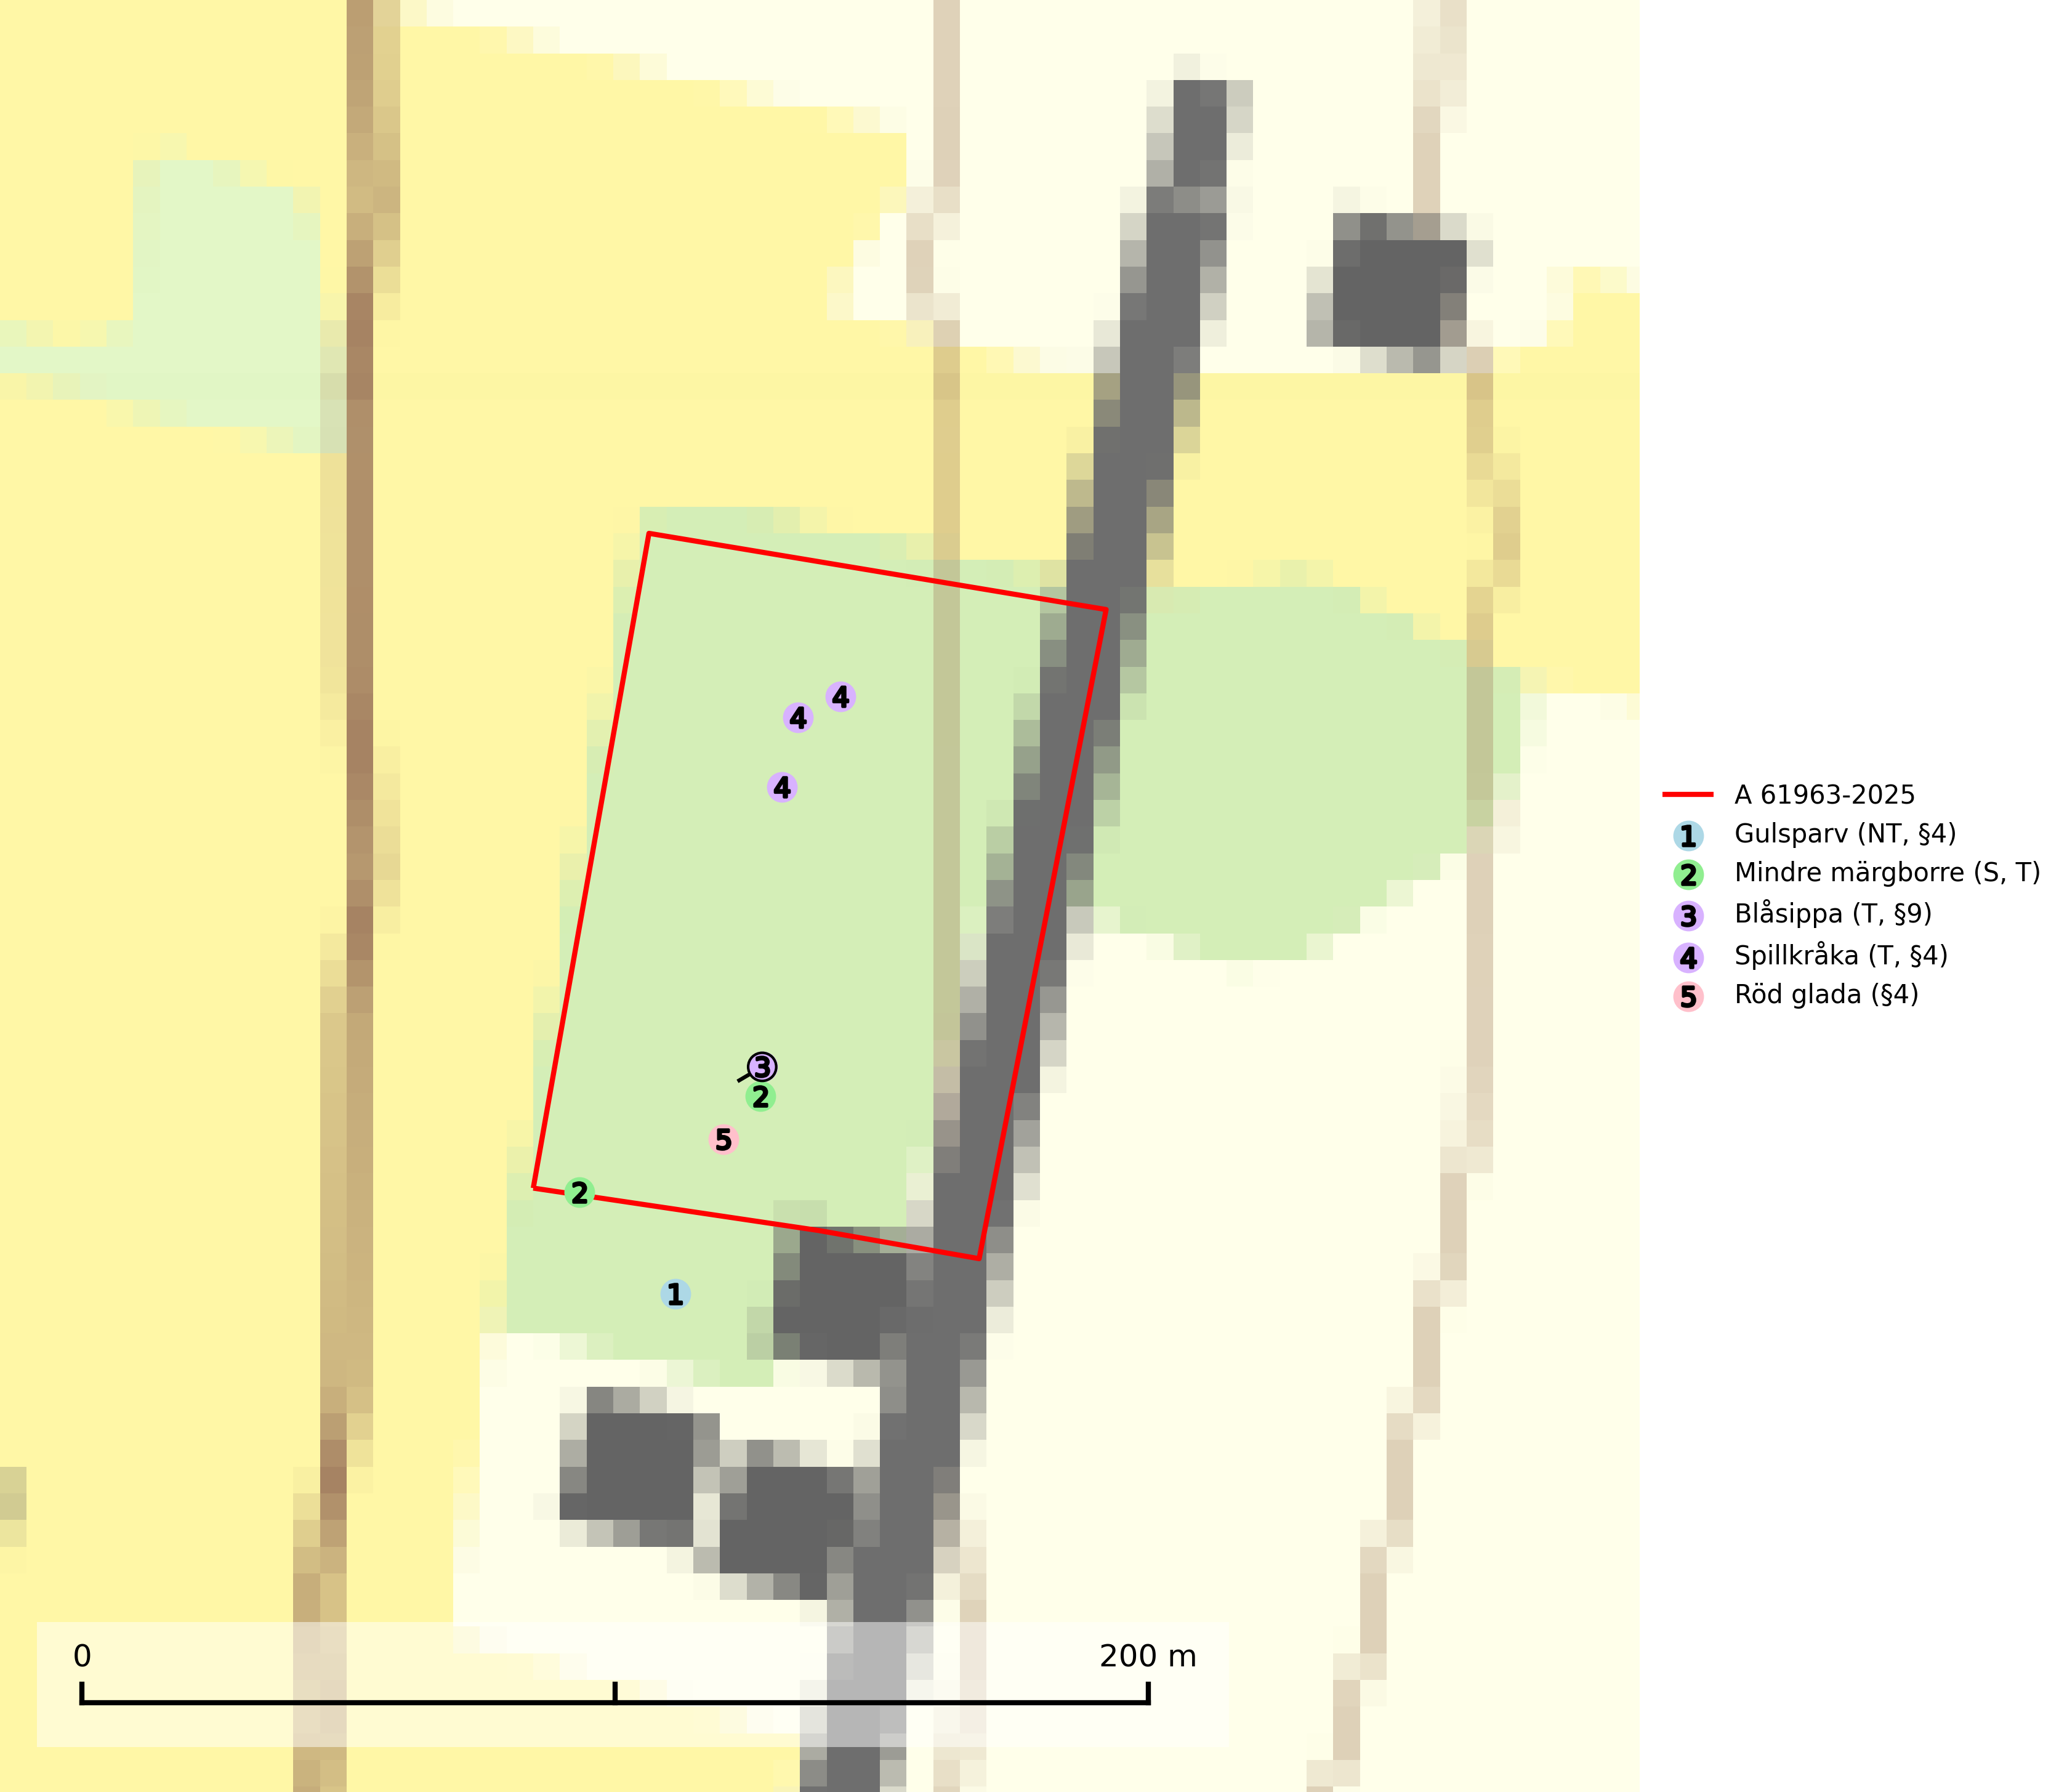 4
4
4
3
2
5
2
1
A 61963-2025
1 Gulsparv (NT, §4)
2 Mindre märgborre (S, T)
3 Blåsippa (T, §9)
4 Spillkråka (T, §4)
5 Röd glada (§4)
0 200 m